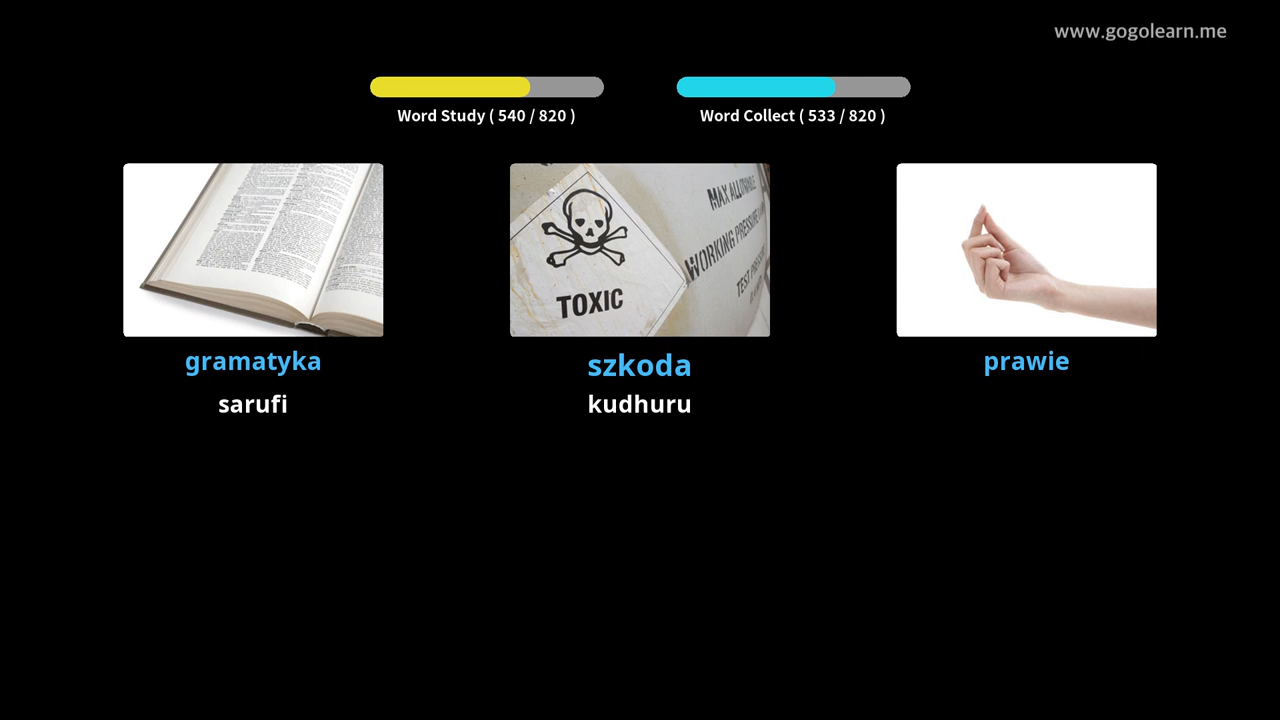 www.gogolearn.me
Word Study ( 540 / 820 )
Word Collect ( 533 / 820 )
TOXIC
MAX ALLOWABLE
WORKING PRESSURE
TEST
gramatyka
szkoda
prawie
sarufi
kudhuru